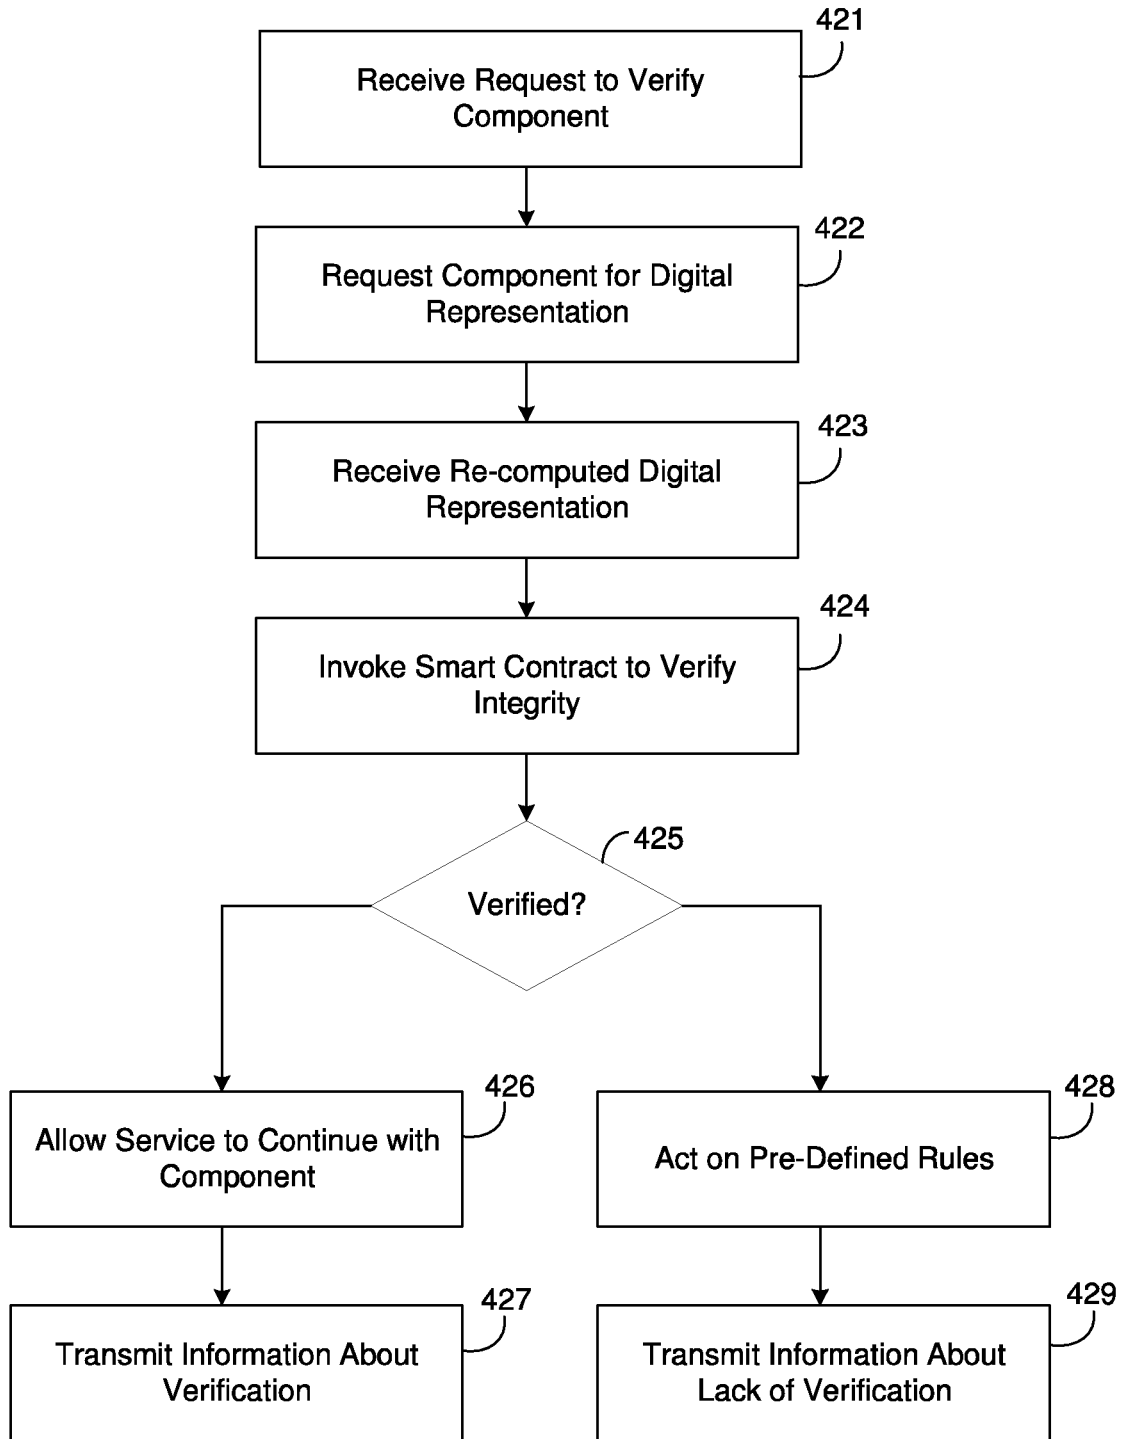 421
Receive Request to Verify
Component
422
Request Component for Digital
Representation
423
Receive Re-computed Digital
Representation
424
Invoke Smart Contract to Verify
Integrity
425
Verified?
426
Allow Service to Continue with
Component
428
Act on Pre-Defined Rules
427
Transmit Information About
Verification
429
Transmit Information About
Lack of Verification